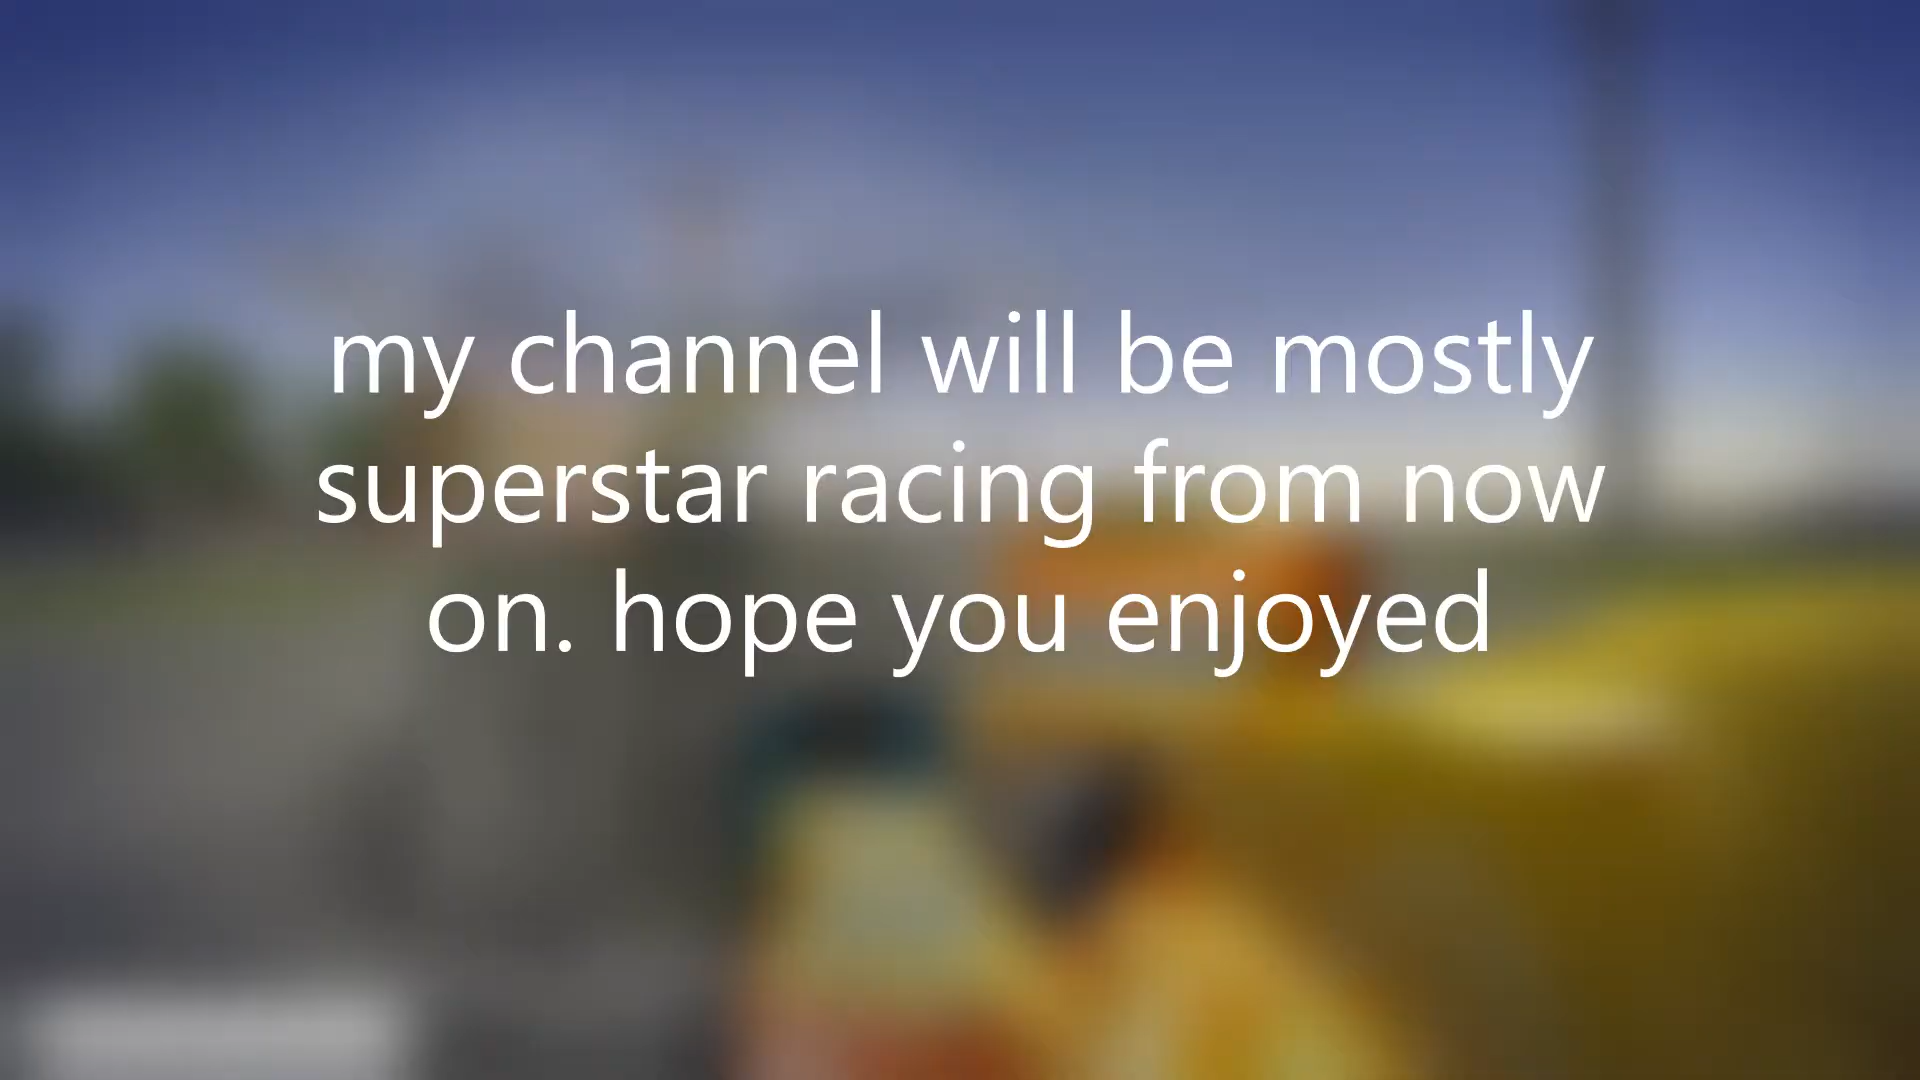 my channel will be mostly
superstar racing from now
on. hope you enjoyed